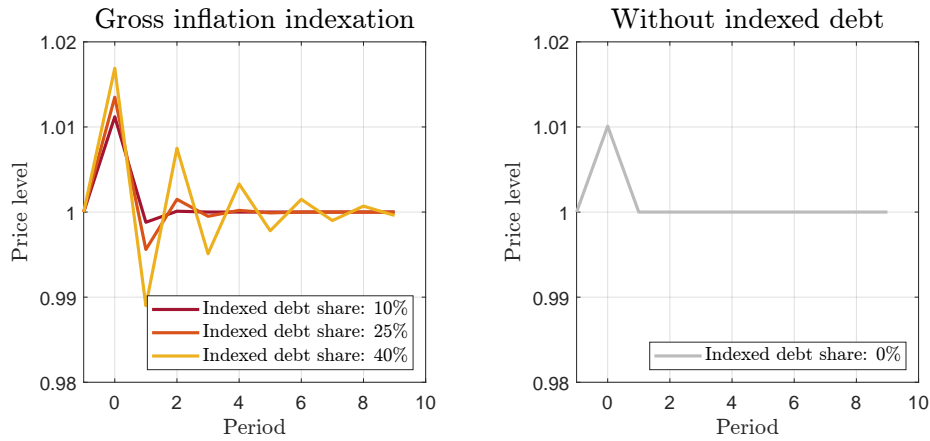 Gross inflation indexation
1.02
1.01
1
0.99
0.98
Price level
0
2
4
6
8
10
Period
Indexed debt share: 10%
Indexed debt share: 25%
Indexed debt share: 40%
Without indexed debt
1.02
1.01
1
0.99
0.98
Price level
0
2
4
6
8
10
Period
Indexed debt share: 0%